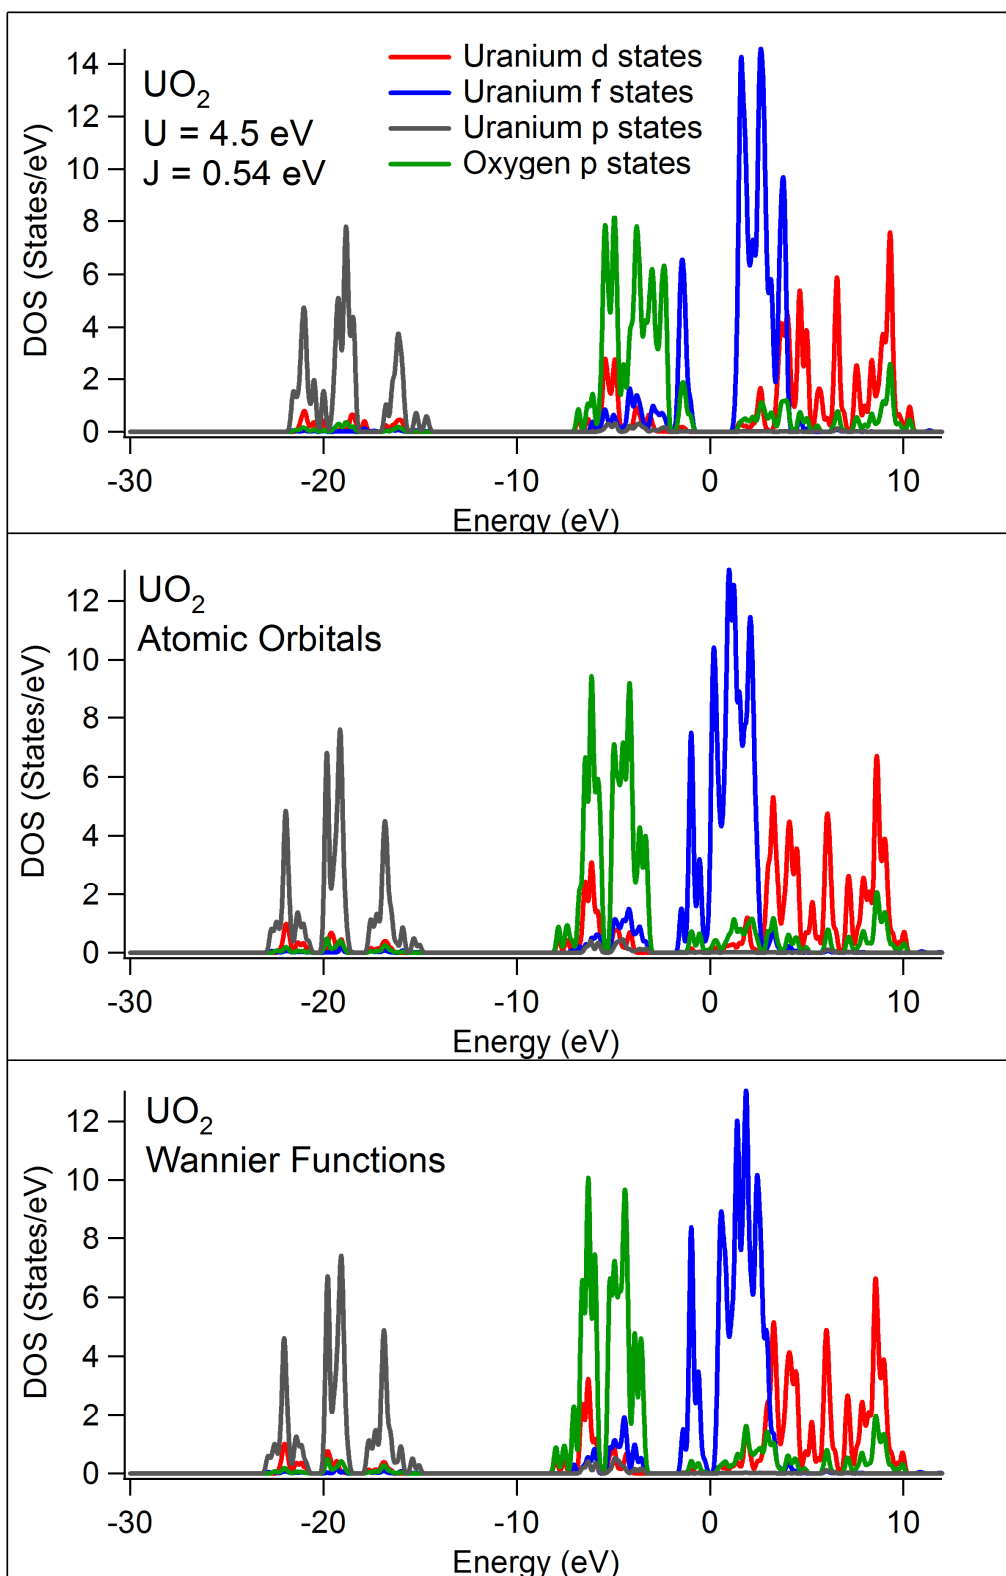 UO2
U = 4.5 eV
J = 0.54 eV
Uranium d states
Uranium f states
Uranium p states
Oxygen p states
DOS (States/eV)
14
12
10
8
6
4
2
0
-30
-20
-10
0
10
Energy (eV)
UO2
Atomic Orbitals
DOS (States/eV)
12
10
8
6
4
2
0
-30
-20
-10
0
10
Energy (eV)
UO2
Wannier Functions
DOS (States/eV)
12
10
8
6
4
2
0
-30
-20
-10
0
10
Energy (eV)